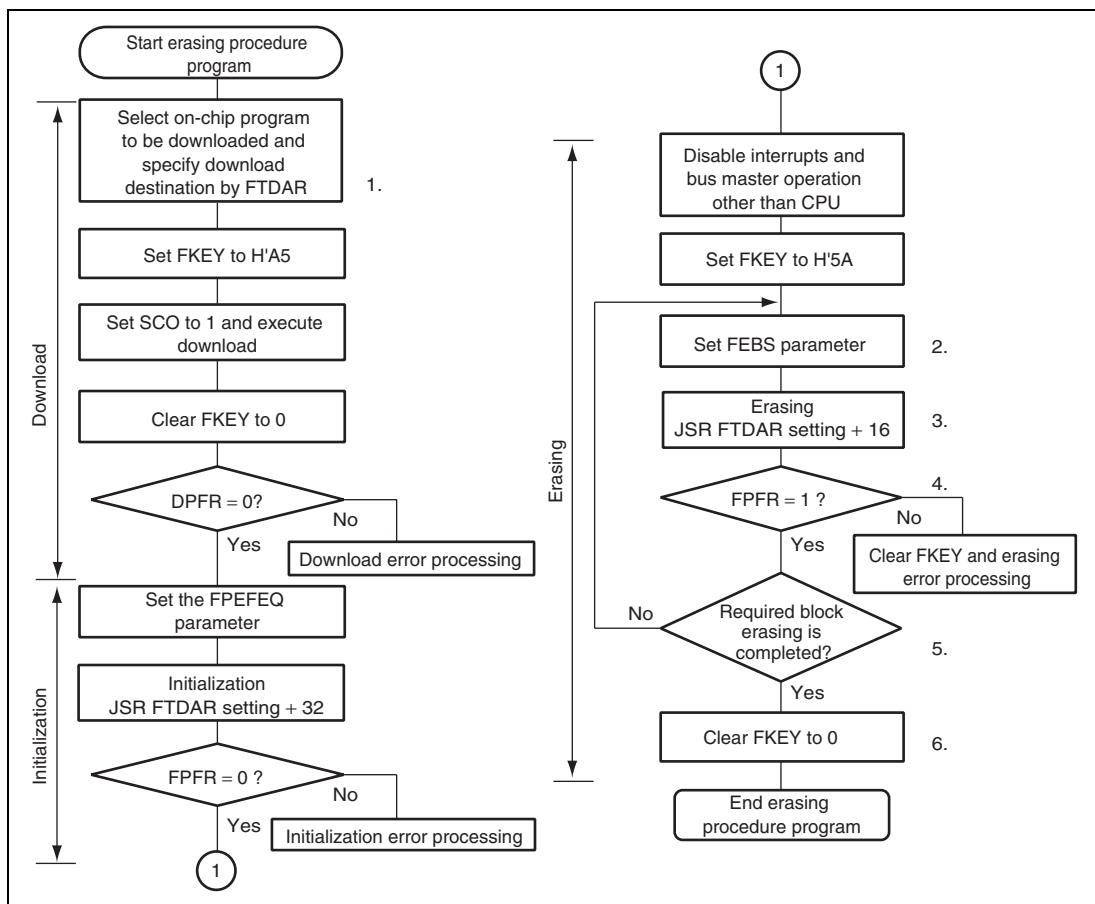 Start erasing procedure
program
Select on-chip program
to be downloaded and
specify download
destination by FTDAR
1.
Set FKEY to H'A5
Set SCO to 1 and execute
download
Clear FKEY to 0
DPFR = 0?
No
Yes
Download error processing
Download
Set the FPEFEQ
parameter
Initialization
JSR FTDAR setting + 32
FPFR = 0 ?
No
Yes
Initialization error processing
Initialization
1
1
Disable interrupts and
bus master operation
other than CPU
Set FKEY to H'5A
Set FEBS parameter
2.
Erasing
JSR FTDAR setting + 16
3.
4.
FPFR = 1 ?
No
Yes
Clear FKEY and erasing
error processing
Required block
erasing is
completed?
No
5.
Yes
Clear FKEY to 0
6.
Erasing
End erasing
procedure program